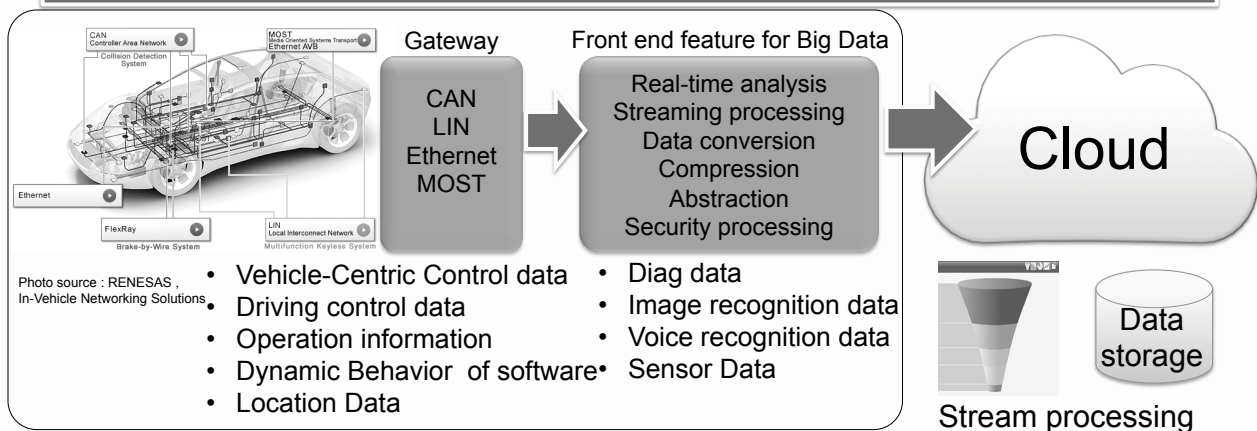 CAN
Controller Area Network
Collision Detection
System
MOST
Media Oriented Systems Transport
Ethernet AVB
Ethernet
FlexRay
Brake-by-Wire System
LIN
Local Interconnect Network
Multifunction Keyless System
Photo source : RENESAS ,
In-Vehicle Networking Solutions
Gateway
CAN
LIN
Ethernet
MOST
Front end feature for Big Data
Real-time analysis
Streaming processing
Data conversion
Compression
Abstraction
Security processing
Cloud
• Vehicle-Centric Control data
• Driving control data
• Operation information
• Dynamic Behavior of software
• Location Data
• Diag data
• Image recognition data
• Voice recognition data
• Sensor Data
Data
storage
Stream processing